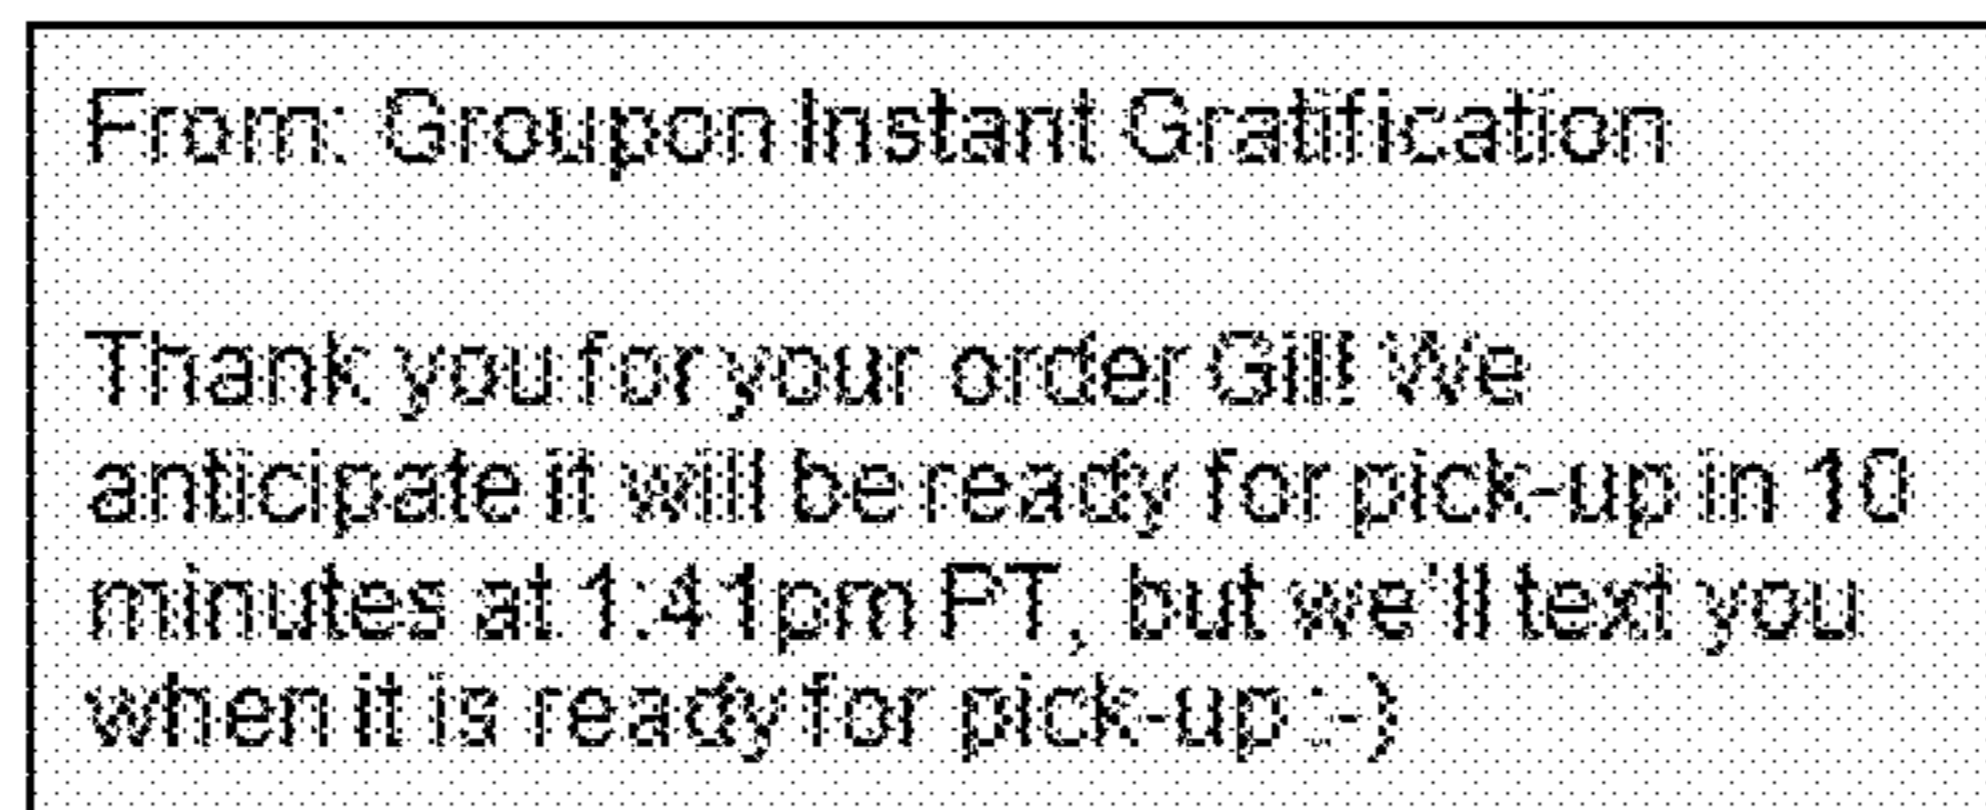 From: Groupon Instant Gratification
Thank you for your order Gill! We
anticipate it will be ready for pick-up in 10
minutes at 1:41pm PT, but we'll text you
when it is ready for pick-up :-)